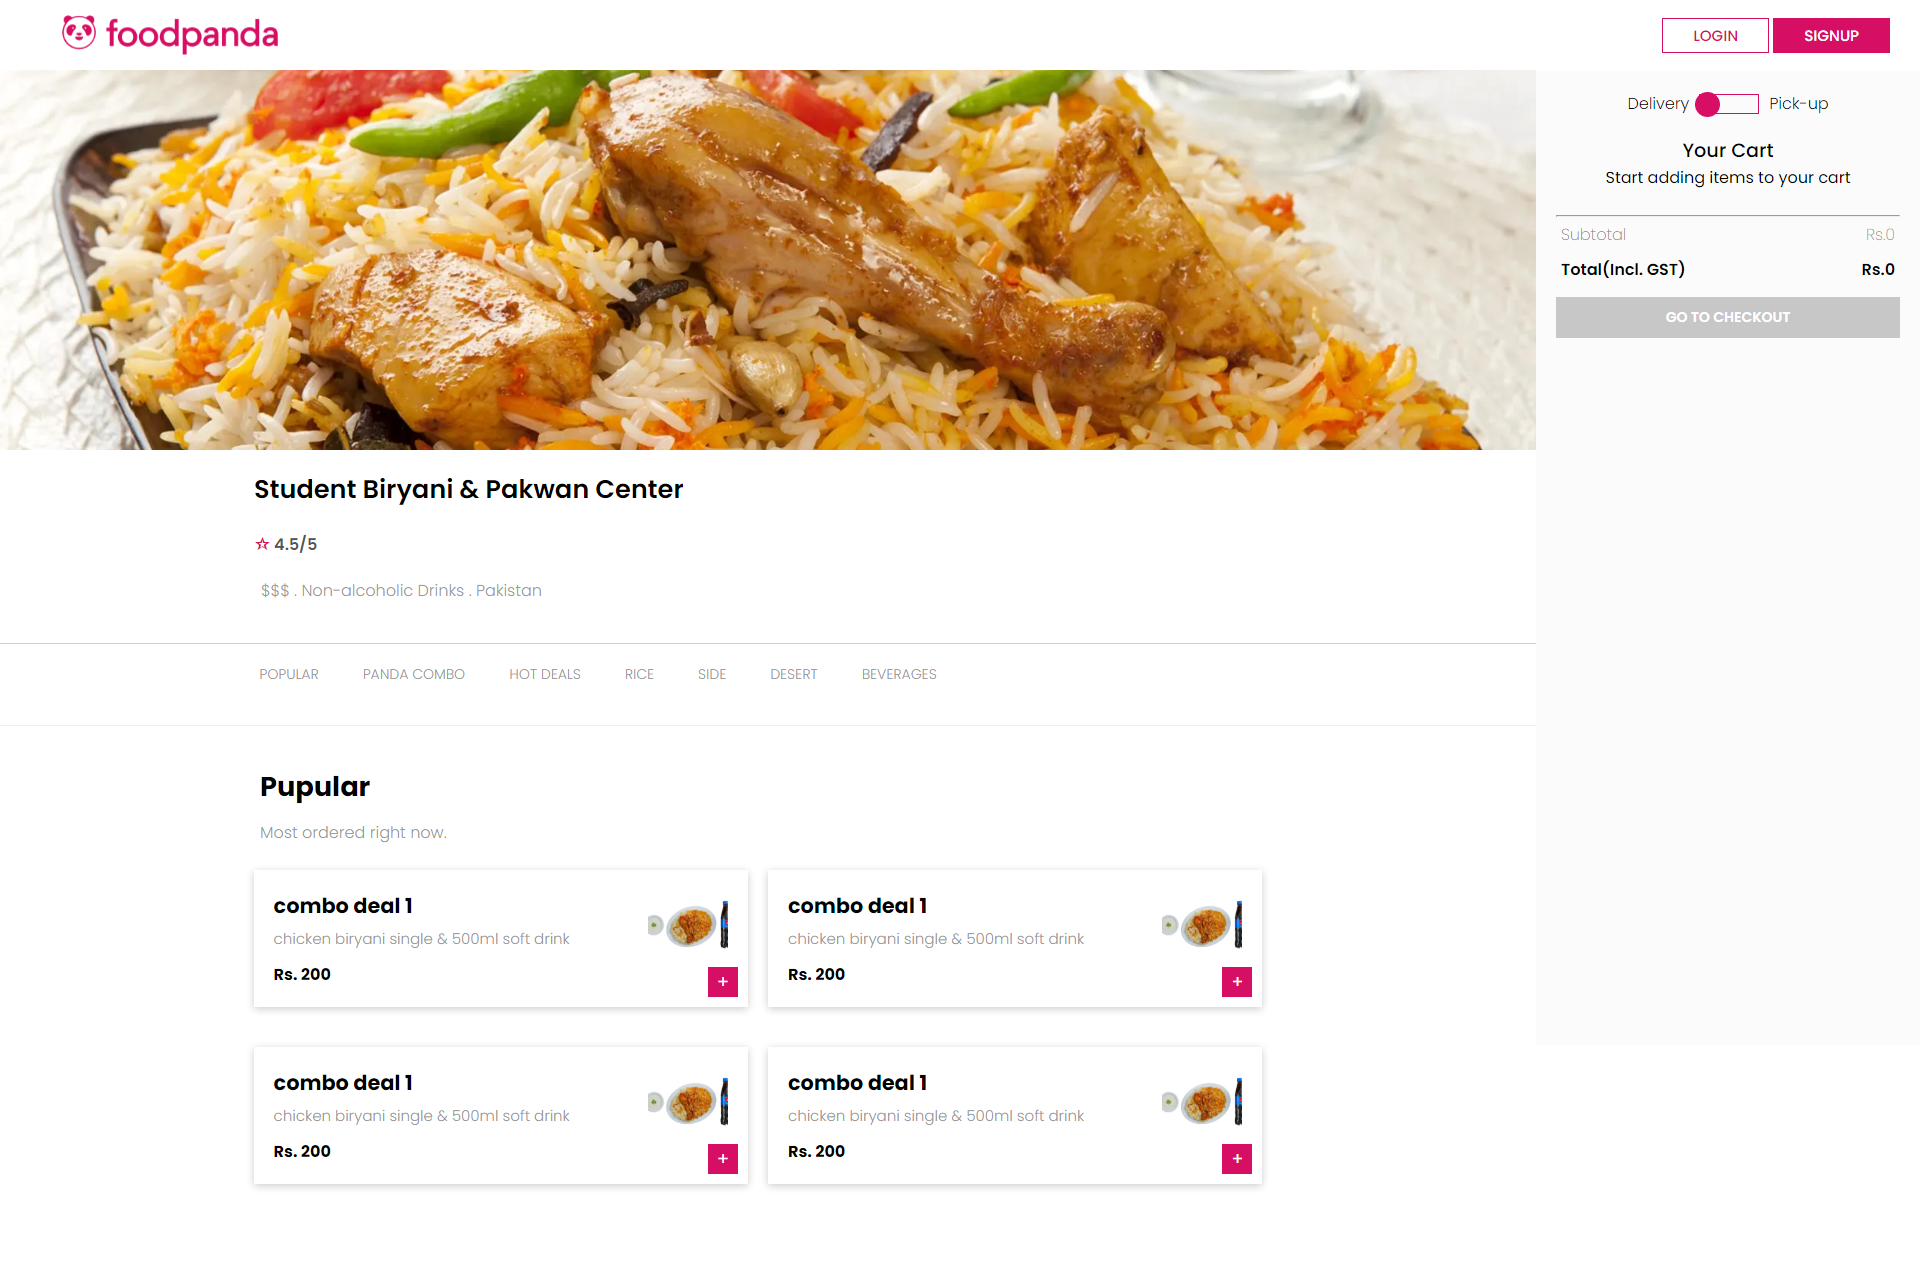 foodpanda
LOGIN
SIGNUP
Delivery
Pick-up
Your Cart
Start adding items to your cart
Subtotal
Rs.0
Total(Incl. GST)
Rs.0
GO TO CHECKOUT
Student Biryani & Pakwan Center
☆ 4.5/5
$$$ . Non-alcoholic Drinks . Pakistan
POPULAR
PANDA COMBO
HOT DEALS
RICE
SIDE
DESERT
BEVERAGES
Pupular
Most ordered right now.
combo deal 1
chicken biryani single & 500ml soft drink
Rs. 200
+
combo deal 1
chicken biryani single & 500ml soft drink
Rs. 200
+
combo deal 1
chicken biryani single & 500ml soft drink
Rs. 200
+
combo deal 1
chicken biryani single & 500ml soft drink
Rs. 200
+